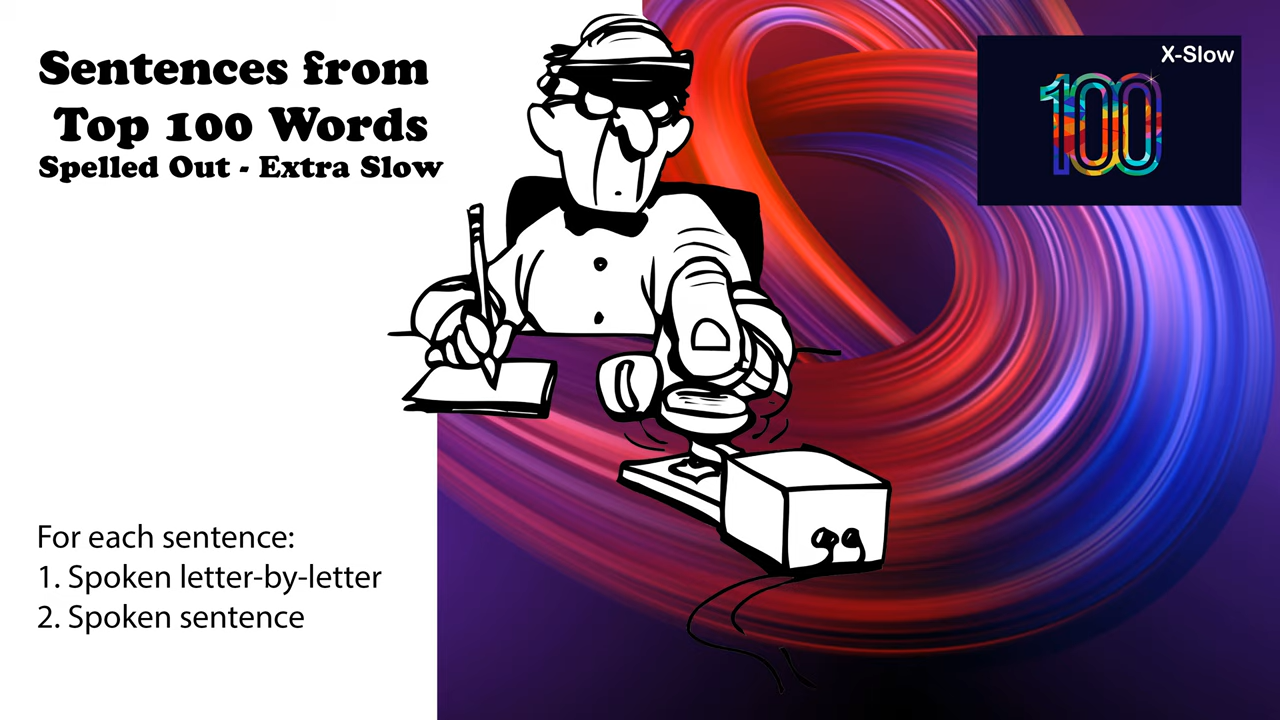 Sentences from
Top 100 Words
Spelled Out - Extra Slow
X-Slow
100
For each sentence:
1. Spoken letter-by-letter
2. Spoken sentence